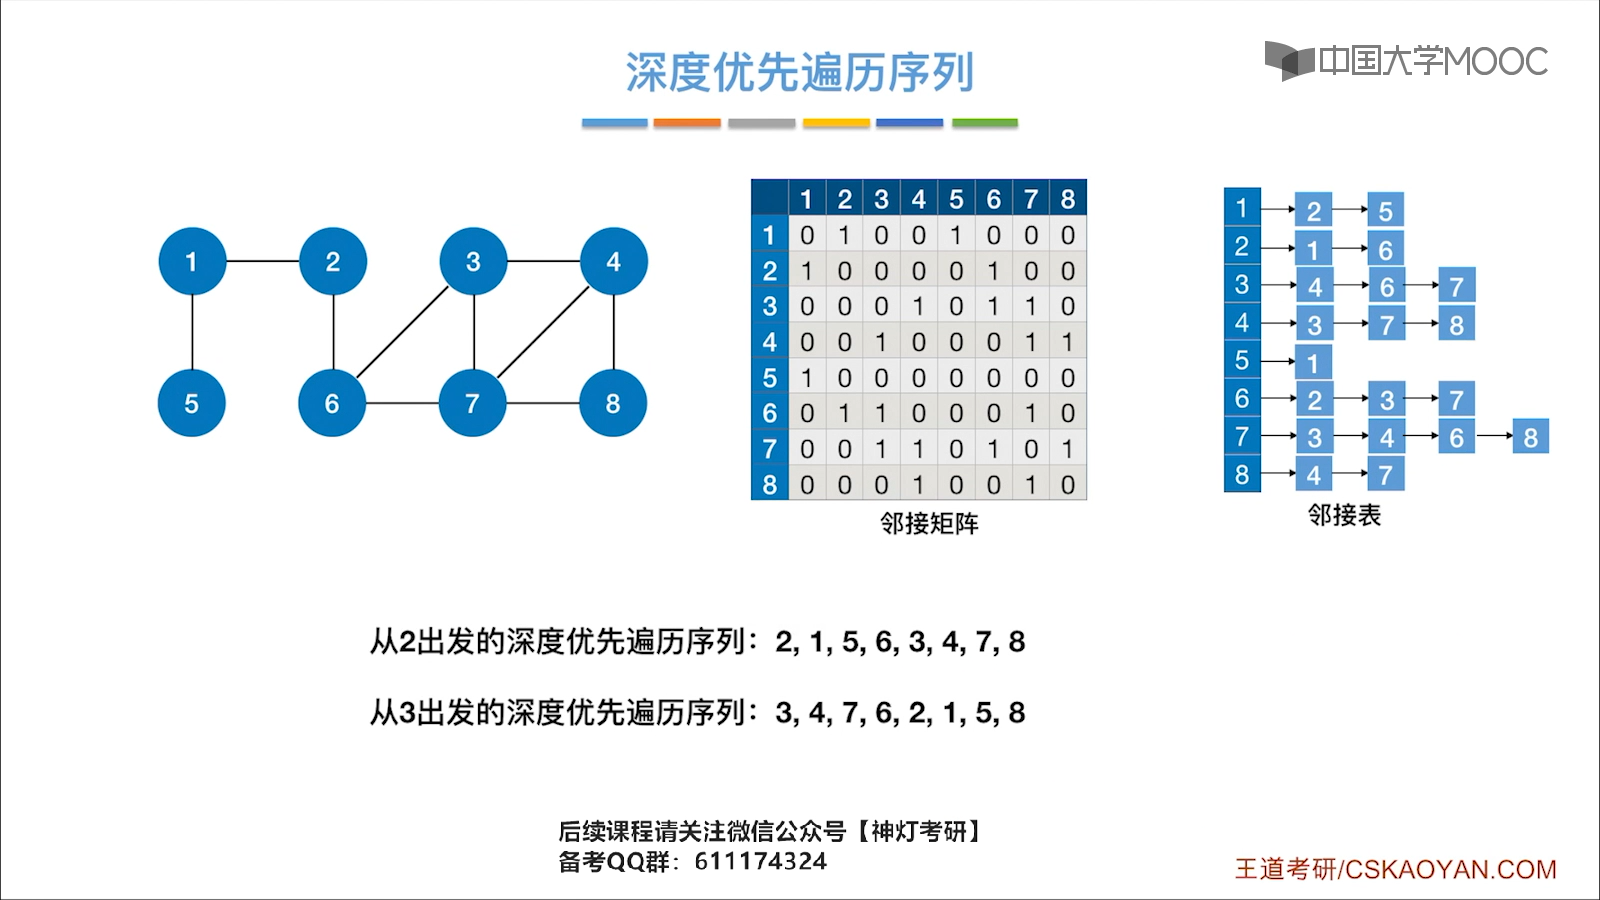 深度优先遍历序列
中国大学MOOC
1 2 3 4
5 6 7 8
1 2 3 4 5 6 7 8
1 0 1 0 0 1 0 0 0
2 1 0 0 0 0 1 0 0
3 0 0 0 1 0 1 1 0
4 0 0 1 0 0 0 1 1
5 1 0 0 0 0 0 0 0
6 0 1 1 0 0 0 1 0
7 0 0 1 1 0 1 0 1
8 0 0 0 1 0 0 1 0
邻接矩阵
1 2 5
2 1 6
3 4 6 7
4 3 7 8
5 1
6 2 3 7
7 3 4 6 8
8 4 7
邻接表
从2出发的深度优先遍历序列：2, 1, 5, 6, 3, 4, 7, 8
从3出发的深度优先遍历序列：3, 4, 7, 6, 2, 1, 5, 8
后续课程请关注微信公众号【神灯考研】
备考QQ群：611174324
王道考研/CSKAOYAN.COM